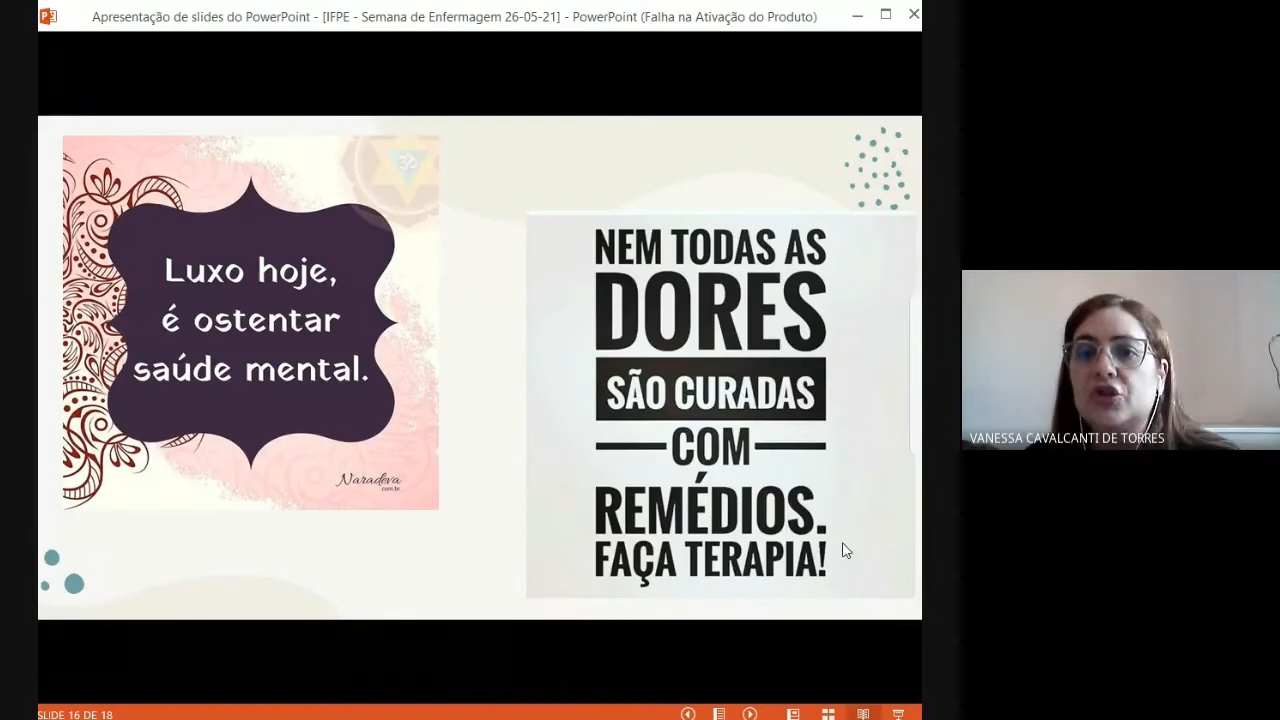 Apresentação de slides do PowerPoint - [IFPE - Semana de Enfermagem 26-05-21] - PowerPoint (Falha na Ativação do Produto)
Luxo hoje,
é ostentar
saúde mental.
Naradeva
.com.br
NEM TODAS AS
DORES
SÃO CURADAS
COM
REMÉDIOS.
FAÇA TERAPIA!
VANESSA CAVALCANTI DE TORRES
SLIDE 16 DE 18